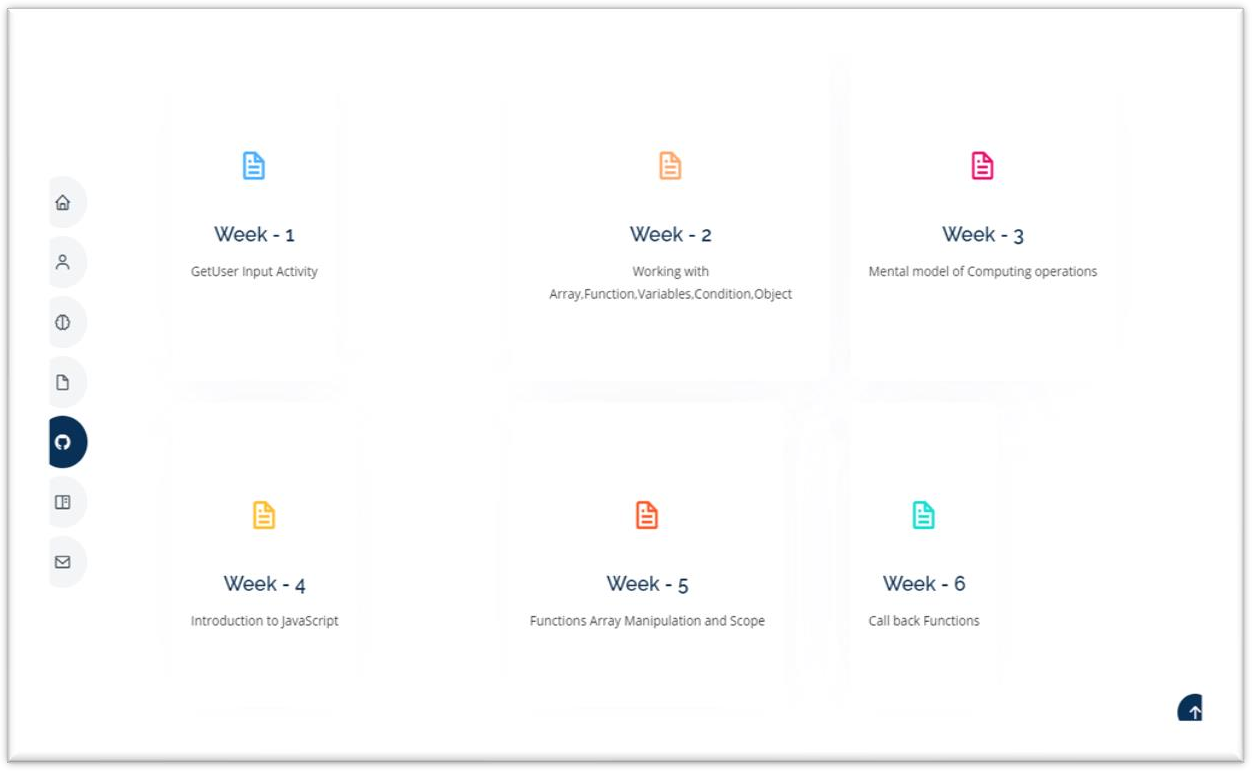 Week - 1
GetUser Input Activity
Week - 2
Working with
Array,Function,Variables,Condition,Object
Week - 3
Mental model of Computing operations
Week - 4
Introduction to JavaScript
Week - 5
Functions Array Manipulation and Scope
Week - 6
Call back Functions